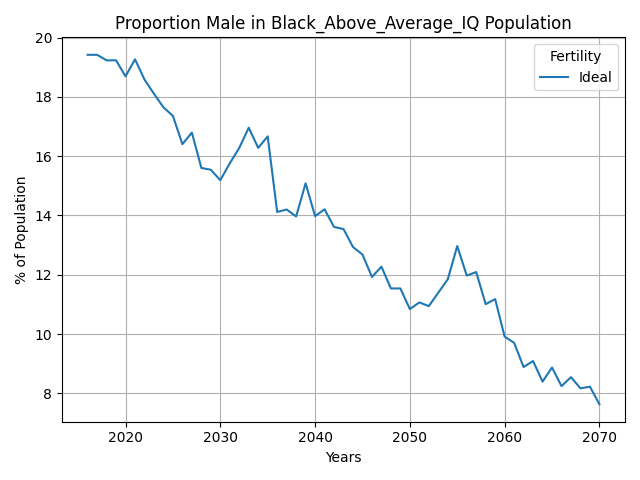 Proportion Male in Black_Above_Average_IQ Population
Fertility
Ideal
20
18
16
14
12
10
8
% of Population
2020 2030 2040 2050 2060 2070
Years